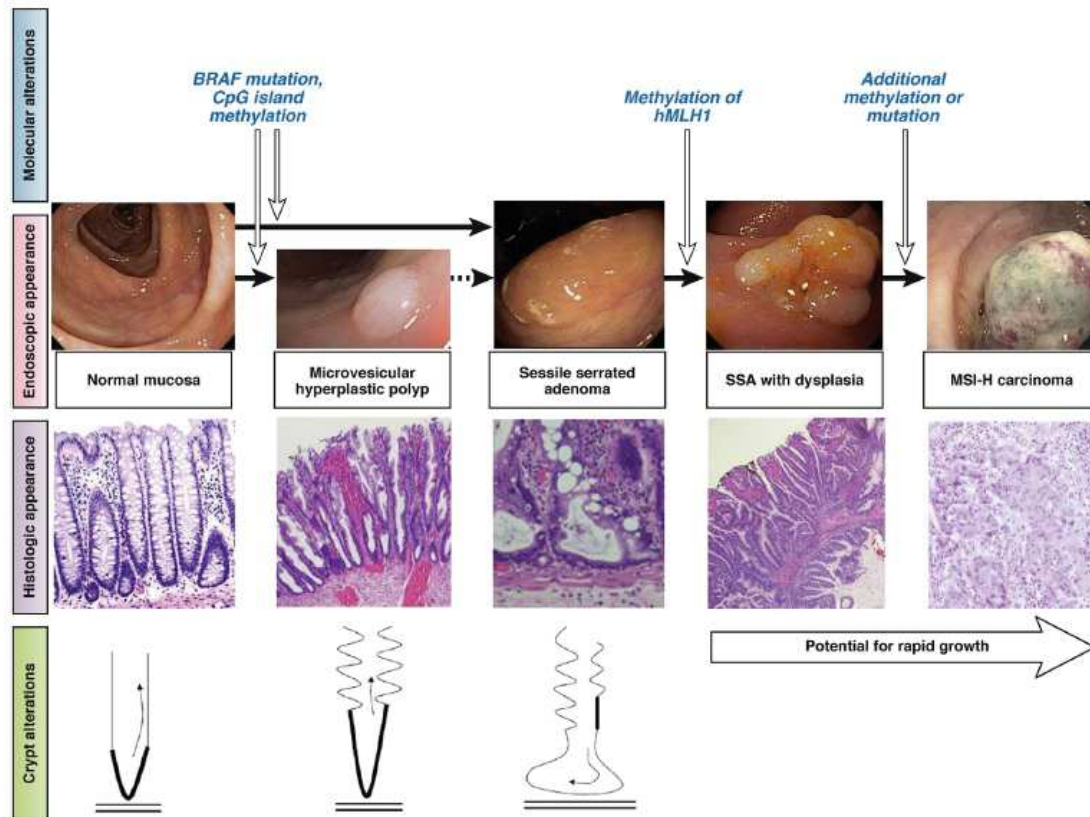 Molecular alterations
BRAF mutation,
CpG island
methylation
Methylation of
hMLH1
Additional
methylation or
mutation
Endoscopic appearance
Normal mucosa
Microvesicular
hyperplastic polyp
Sessile serrated
adenoma
SSA with dysplasia
MSI-H carcinoma
Histologic appearance
Potential for rapid growth
Crypt alterations